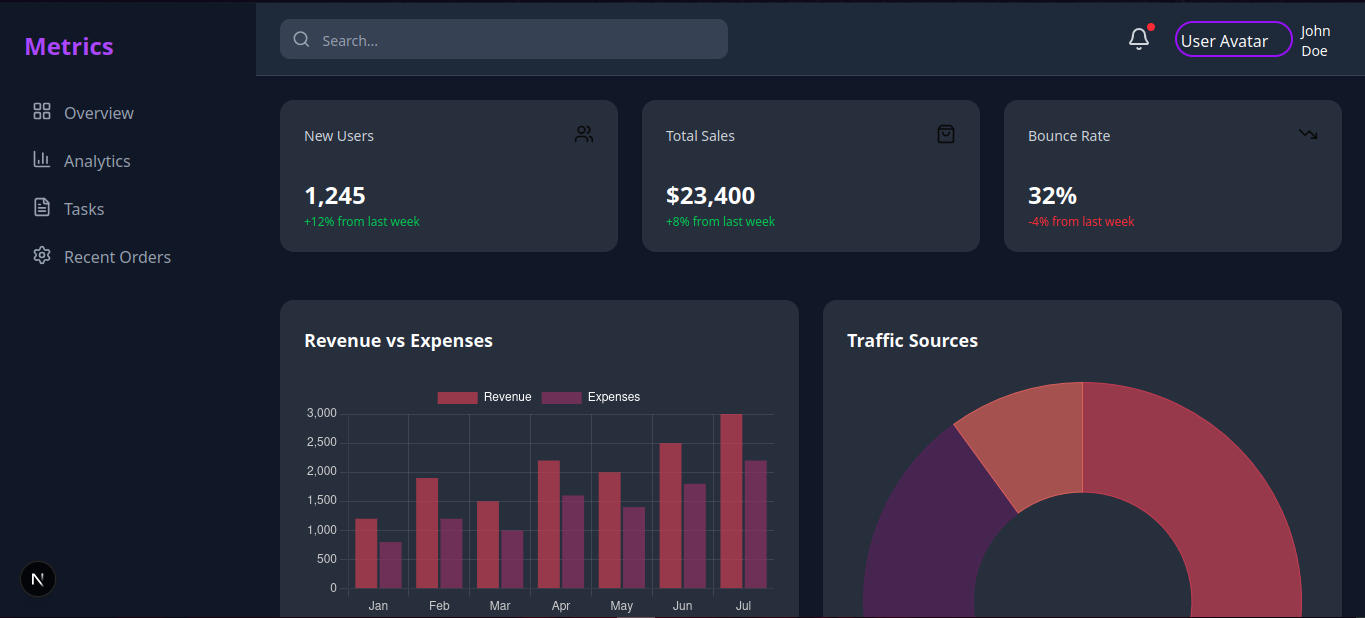 Metrics
Search...
User Avatar
John
Doe
Overview
Analytics
Tasks
Recent Orders
New Users
1,245
+12% from last week
Total Sales
$23,400
+8% from last week
Bounce Rate
32%
-4% from last week
Revenue vs Expenses
Revenue Expenses
3,000
2,500
2,000
1,500
1,000
500
0
Jan Feb Mar Apr May Jun Jul
Traffic Sources
N